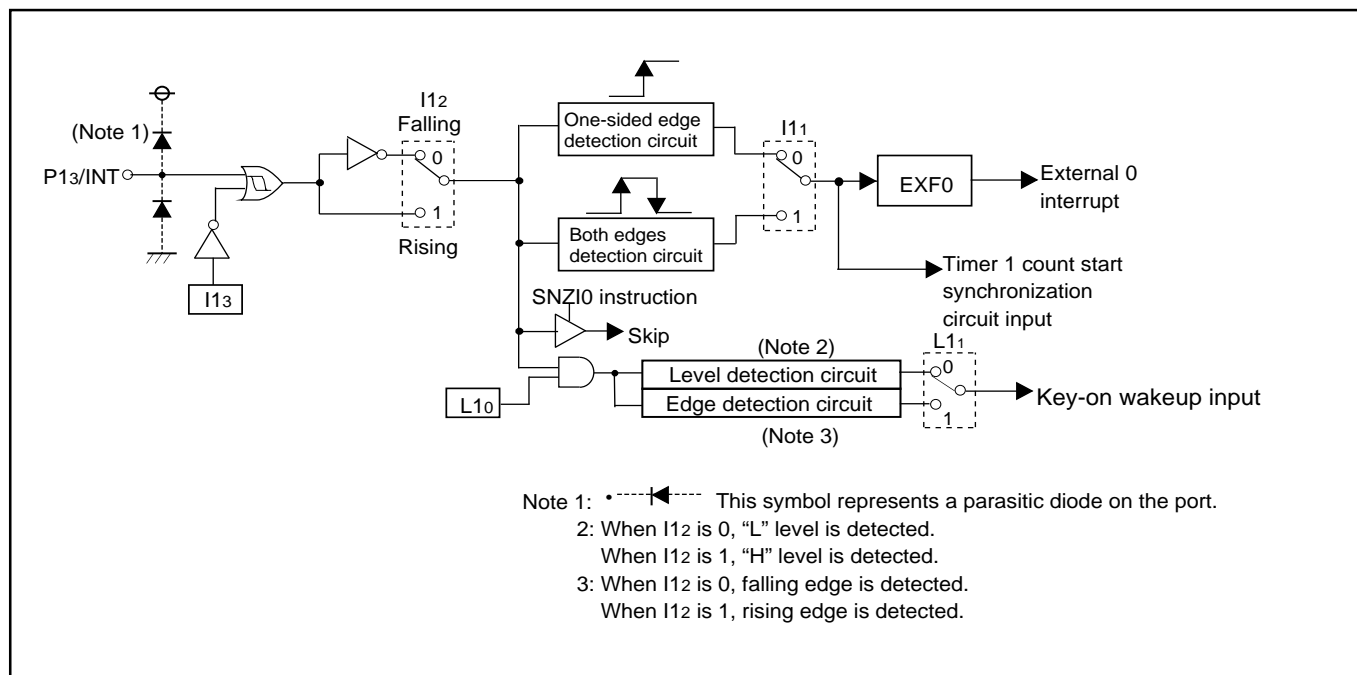 (Note 1)
P13/INT
I13
I12
Falling
0
1
Rising
One-sided edge
detection circuit
Both edges
detection circuit
I11
0
1
EXF0
External 0
interrupt
Timer 1 count start
synchronization
circuit input
SNZI0 instruction
Skip
L10
(Note 2)
Level detection circuit
Edge detection circuit
(Note 3)
L11
0
1
Key-on wakeup input
Note 1: This symbol represents a parasitic diode on the port.
2: When I12 is 0, “L” level is detected.
When I12 is 1, “H” level is detected.
3: When I12 is 0, falling edge is detected.
When I12 is 1, rising edge is detected.